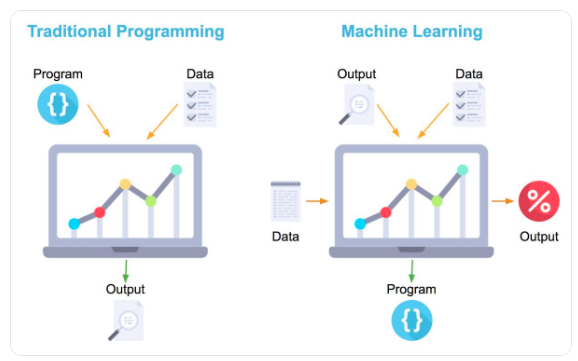 Traditional Programming
Program
Data
{}
Output
Machine Learning
Output
Data
Data
%
Output
Program
{}